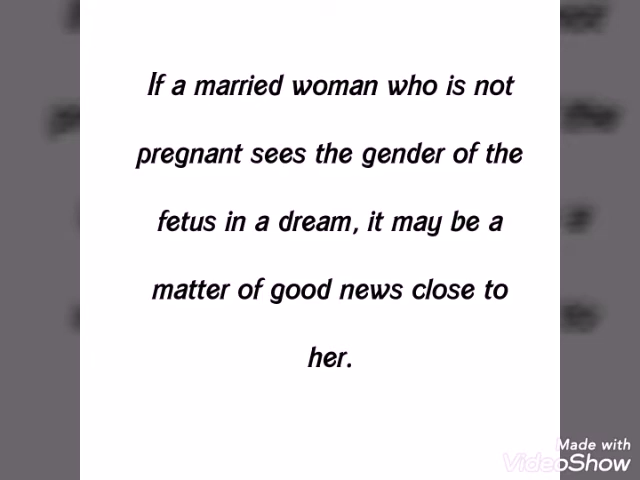 If a married woman who is not
pregnant sees the gender of the
fetus in a dream, it may be a
matter of good news close to
her.
Made with
VideoShow